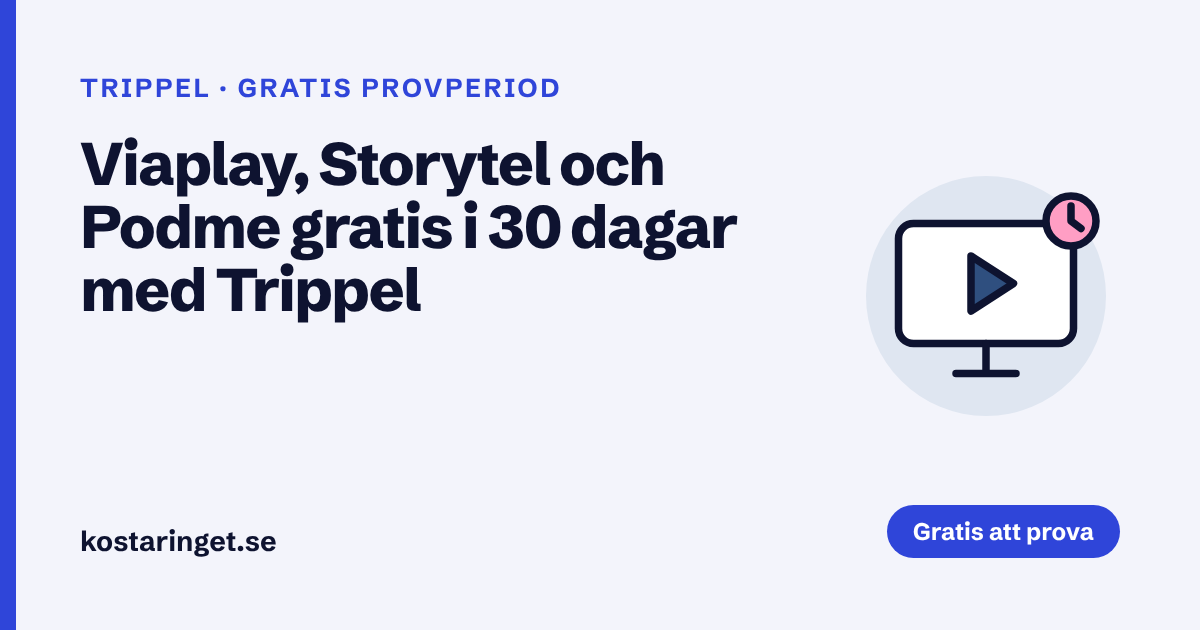 TRIPPEL · GRATIS PROVPERIOD
Viaplay, Storytel och
Podme gratis i 30 dagar
med Trippel
kostaringet.se
Gratis att prova